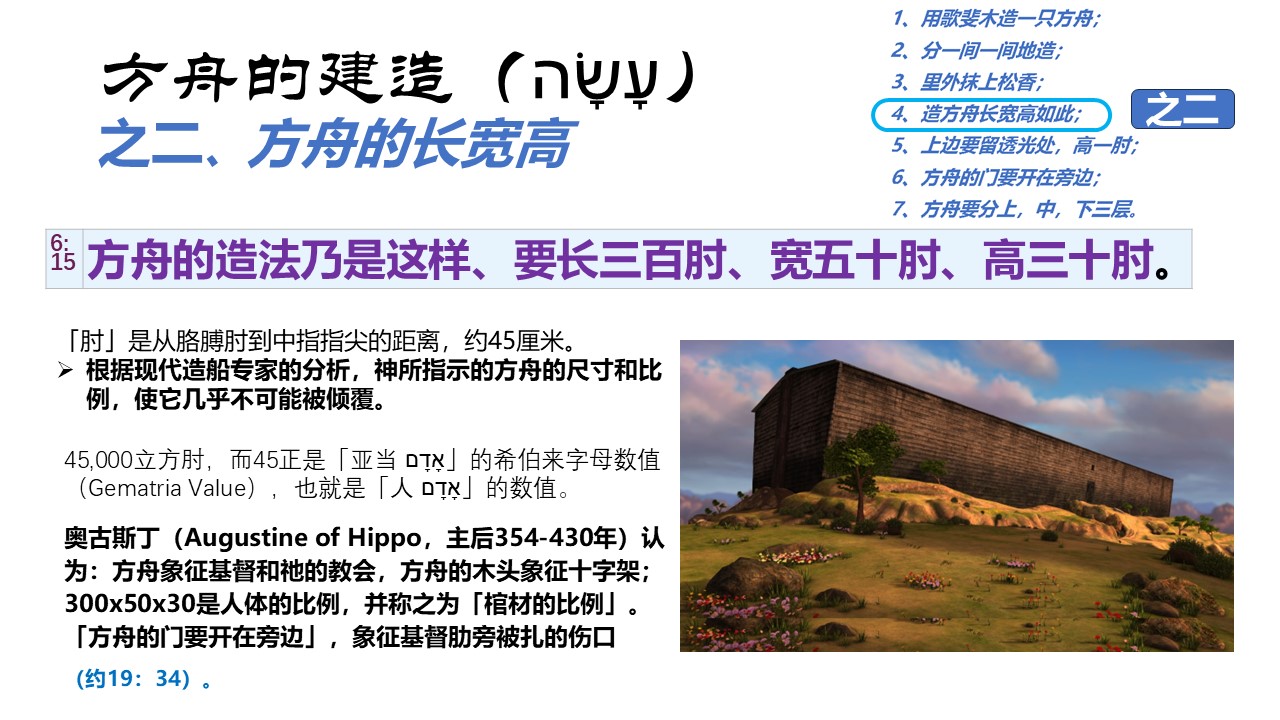 方舟的建造（עָשָׂה）
之二、方舟的长宽高
1、用歌斐木造一只方舟；
2、分一间一间地造；
3、里外抹上松香；
4、造方舟长宽高如此；
之二
5、上边要留透光处，高一肘；
6、方舟的门要开在旁边；
7、方舟要分上，中，下三层。
6:
15
方舟的造法乃是这样、要长三百肘、宽五十肘、高三十肘。
「肘」是从胳膊肘到中指指尖的距离，约45厘米。
➢ 根据现代造船专家的分析，神所指示的方舟的尺寸和比
例，使它几乎不可能被倾覆。
45,000立方肘，而45正是「亚当 אָדָם」的希伯来字母数值
（Gematria Value），也就是「人 אָדָם」的数值。
奥古斯丁（Augustine of Hippo，主后354-430年）认
为：方舟象征基督和祂的教会，方舟的木头象征十字架；
300x50x30是人体的比例，并称之为「棺材的比例」。
「方舟的门要开在旁边」，象征基督肋旁被扎的伤口
（约19：34）。